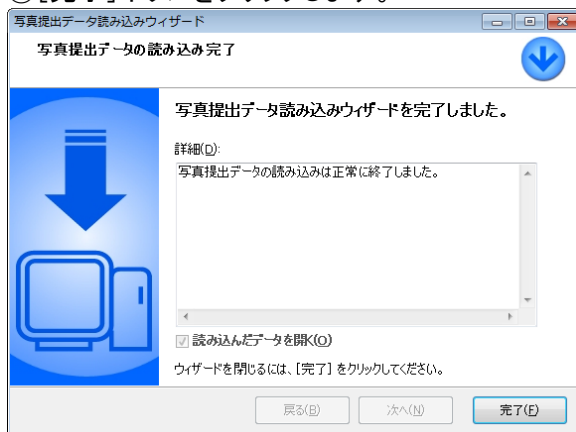 写真提出データ読み込みウィザード
写真提出データの読み込み完了
写真提出データ読み込みウィザードを完了しました。
詳細(D):
写真提出データの読み込みは正常に終了しました。
読み込んだデータを開く(O)
ウィザードを閉じるには、[完了] をクリックしてください。
戻る(B)
次へ(N)
完了(F)